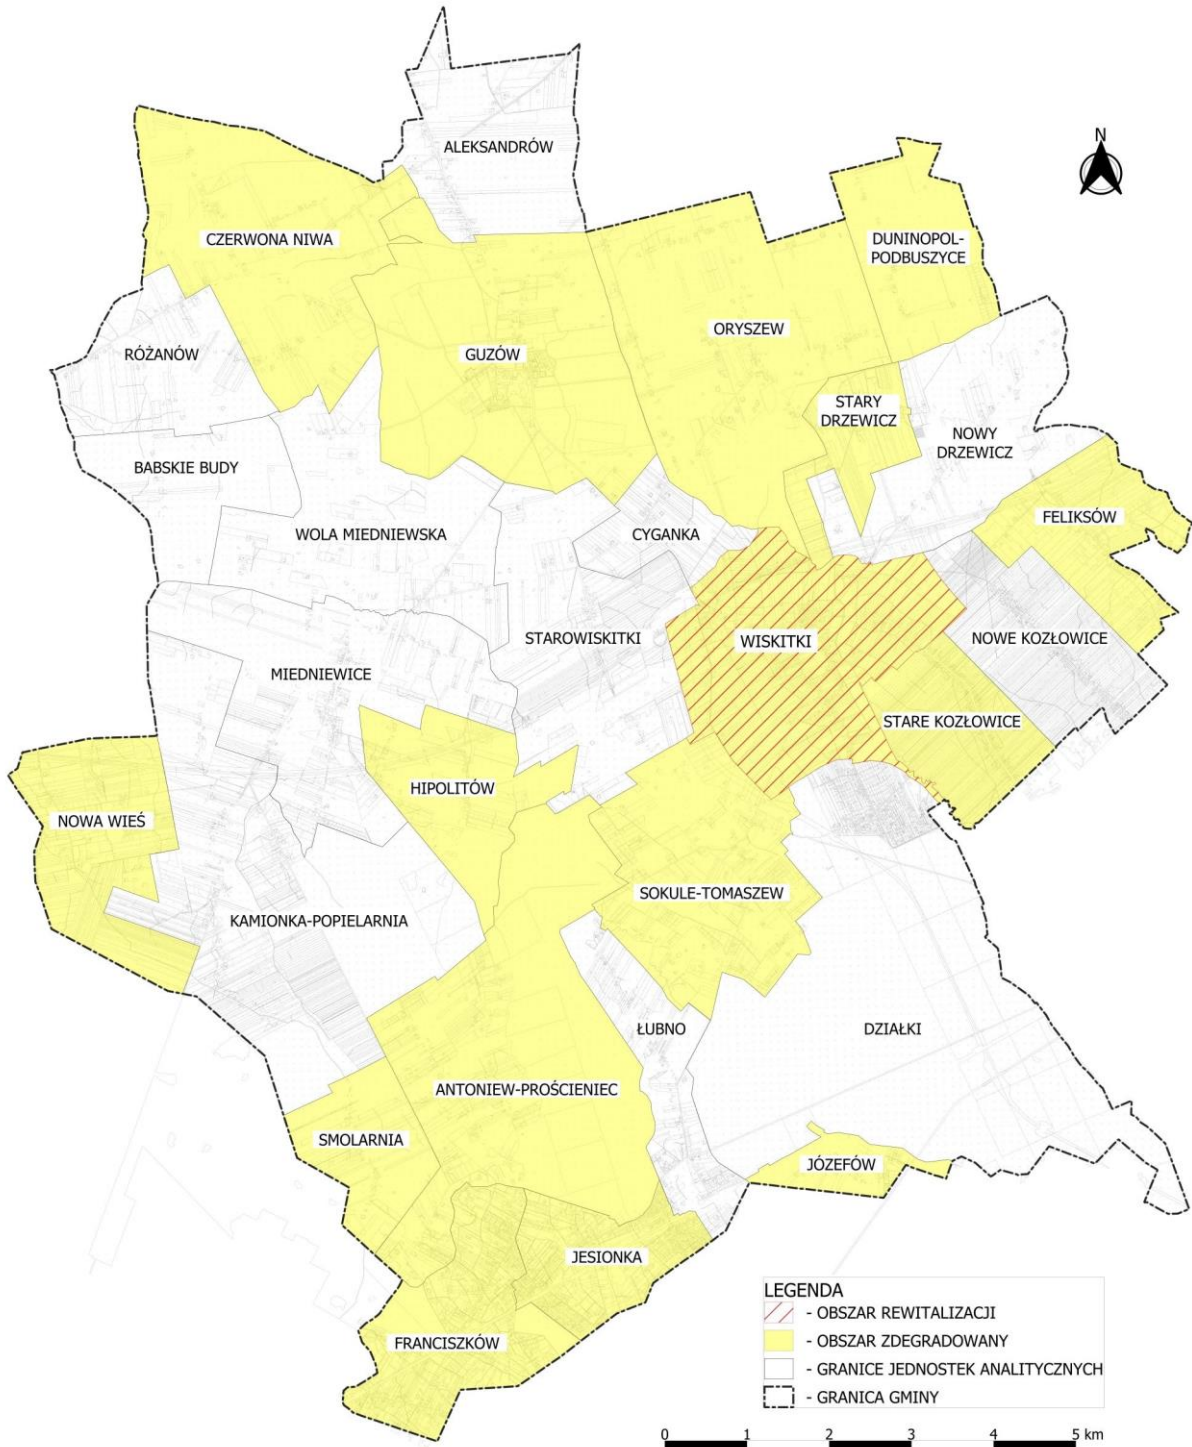 N
ALEKSANDRÓW
CZERWONA NIWA
DUNINOPOL-
PODBUSZYCE
ORYSZEW
RÓŻANÓW
GUZÓW
STARY
DRZEWICZ
NOWY
DRZEWICZ
BABSKIE BUDY
FELIKSÓW
WOLA MIEDNIEWSKA
CYGANKA
STAROWISKITKI
WISKITKI
NOWE KOZŁOWICE
MIEDNIEWICE
STARE KOZŁOWICE
HIPOLITÓW
NOWA WIEŚ
SOKULE-TOMASZEW
KAMIONKA-POPIELARNIA
ŁUBNO
DZIAŁKI
ANTONIEW-PROŚCIENIEC
SMOLARNIA
JÓZEFÓW
JESIONKA
FRANCISZKÓW
LEGENDA
- OBSZAR REWITALIZACJI
- OBSZAR ZDEGRADOWANY
- GRANICE JEDNOSTEK ANALITYCZNYCH
- GRANICA GMINY
0 1 2 3 4 5 km